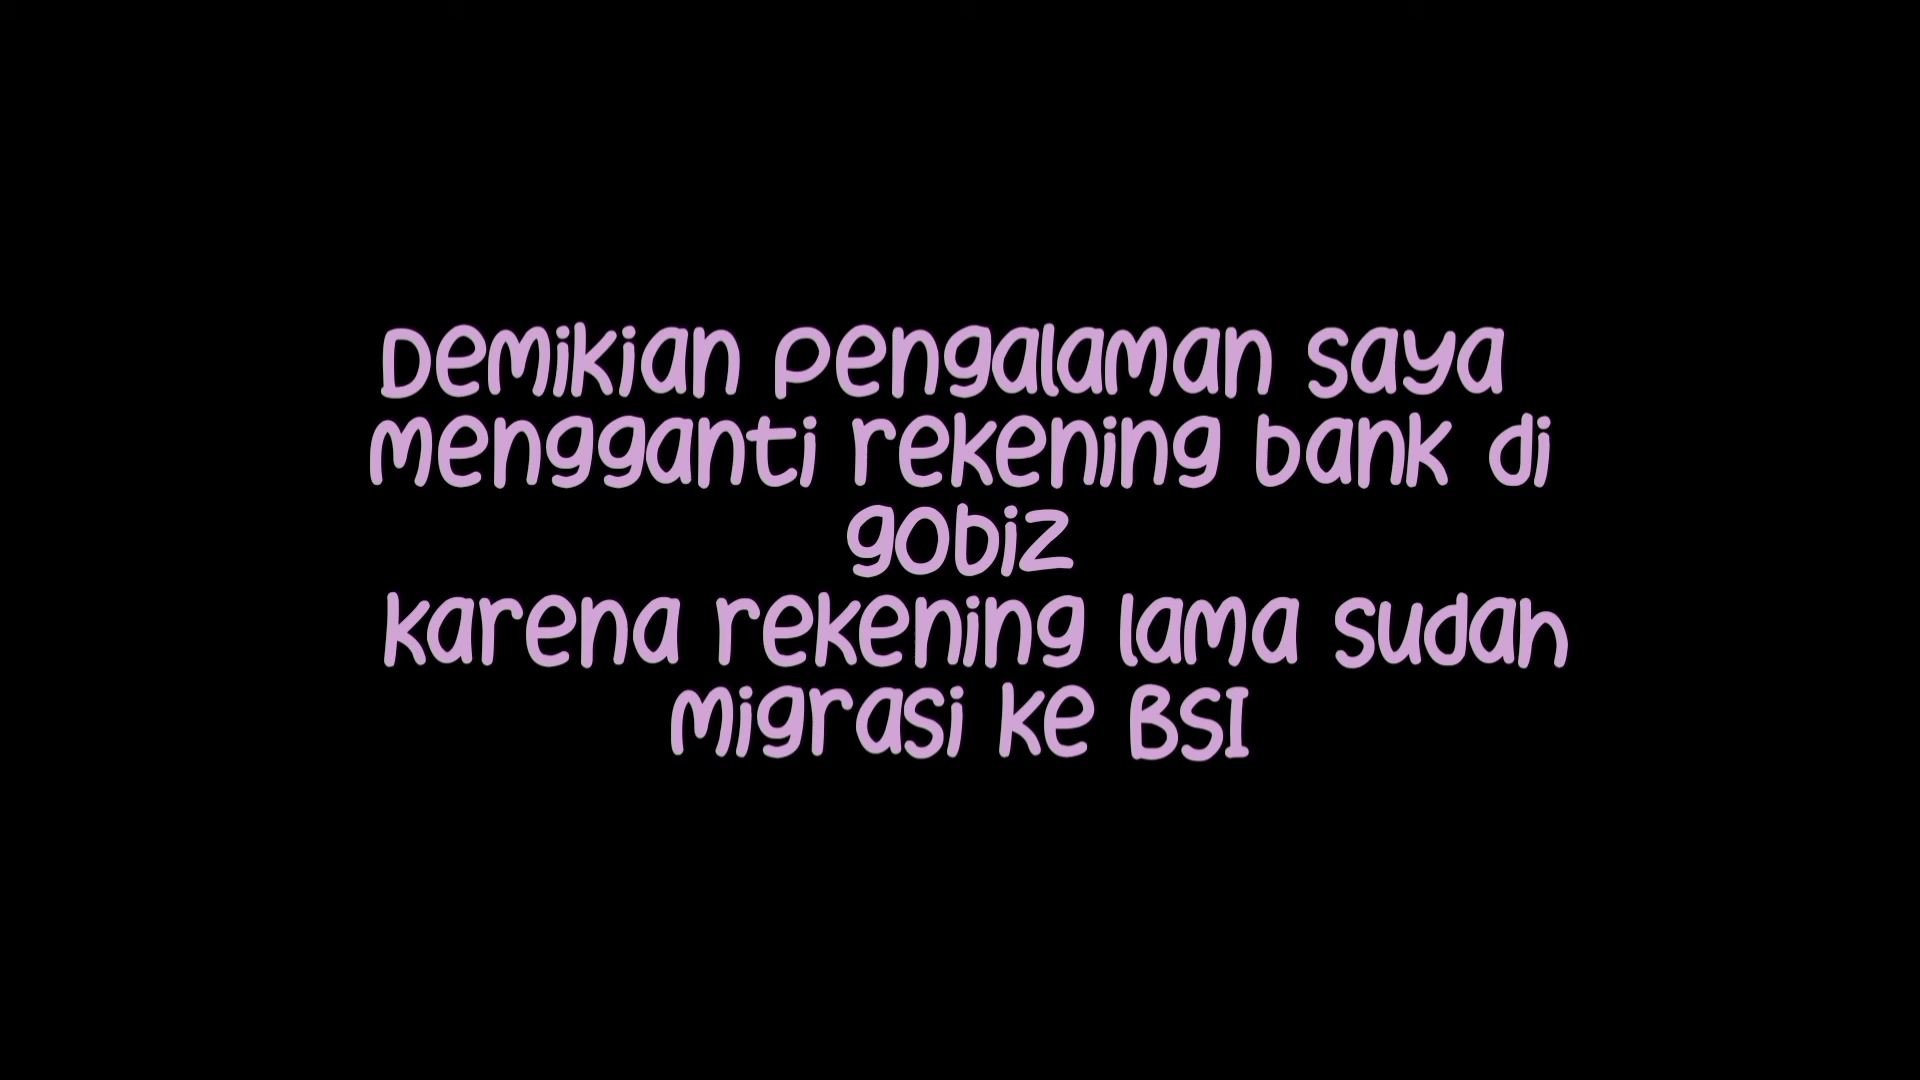 Demikian pengalaman saya
mengganti rekening bank di
gobiz
karena rekening lama sudah
migrasi ke BSI